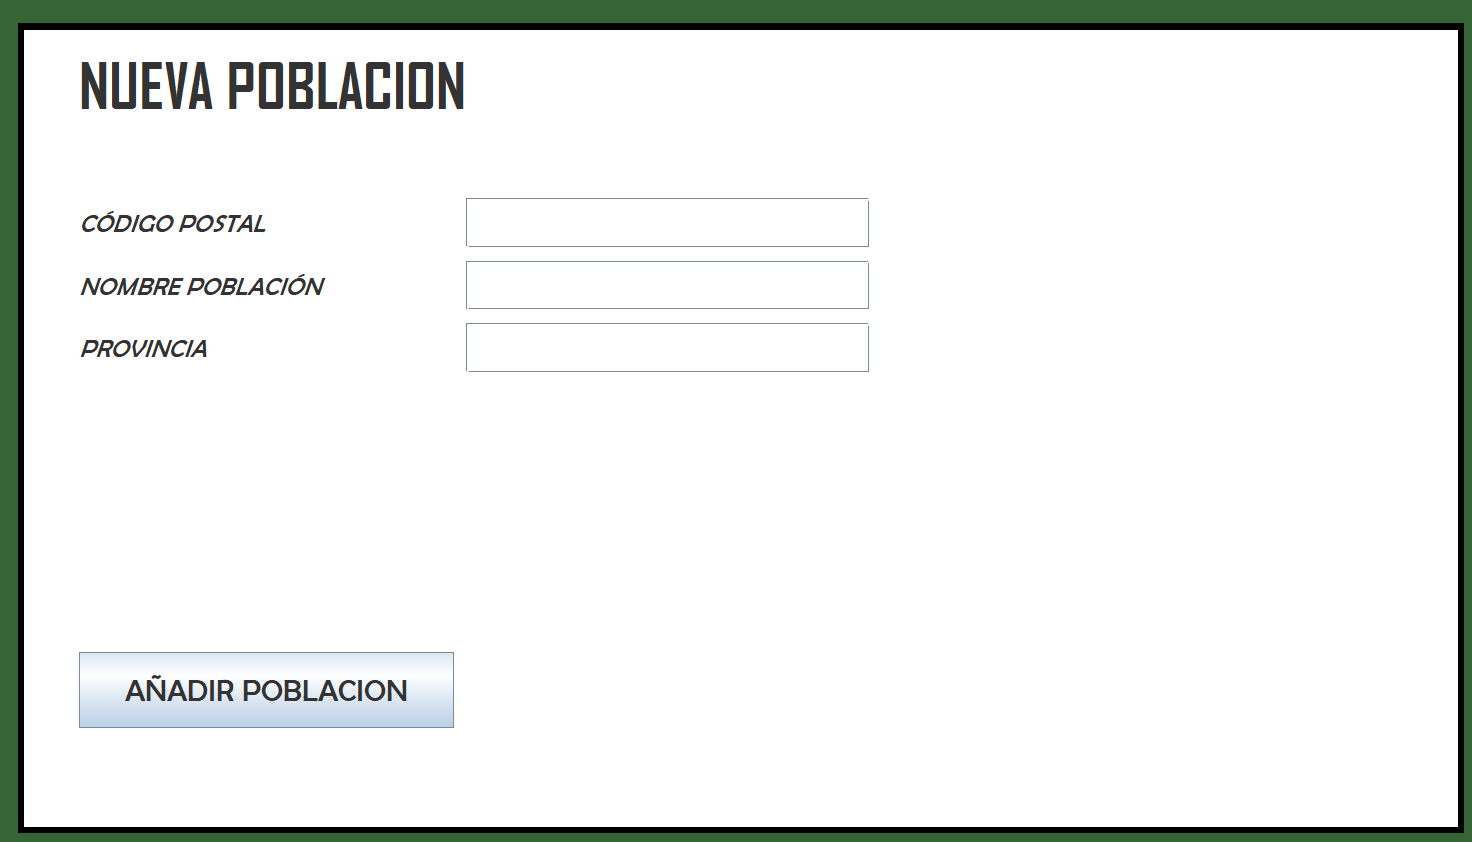 NUEVA POBLACION
CÓDIGO POSTAL
NOMBRE POBLACIÓN
PROVINCIA
AÑADIR POBLACION